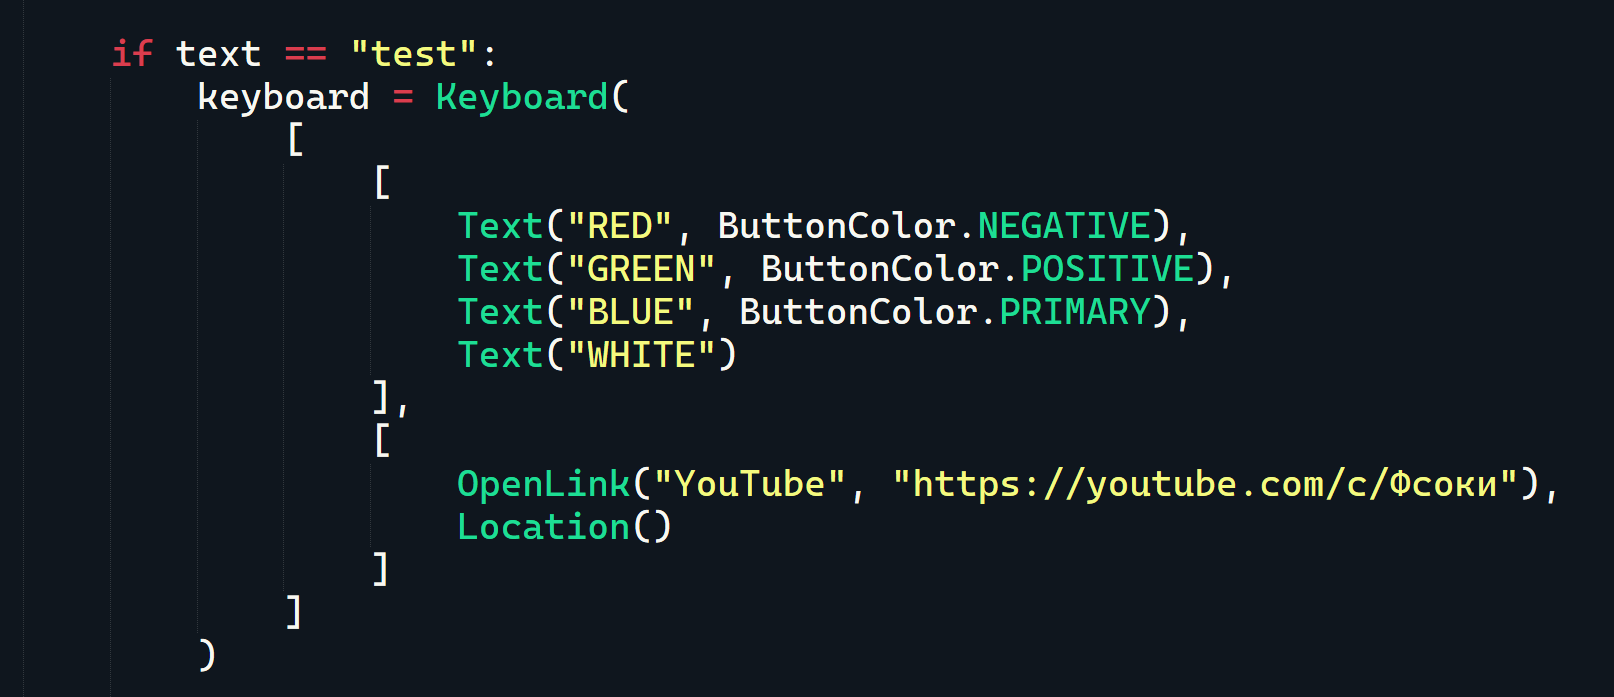 if text == "test":
    keyboard = Keyboard(
        [
            [
                Text("RED", ButtonColor.NEGATIVE),
                Text("GREEN", ButtonColor.POSITIVE),
                Text("BLUE", ButtonColor.PRIMARY),
                Text("WHITE")
            ],
            [
                OpenLink("YouTube", "https://youtube.com/c/Фсоки"),
                Location()
            ]
        ]
    )